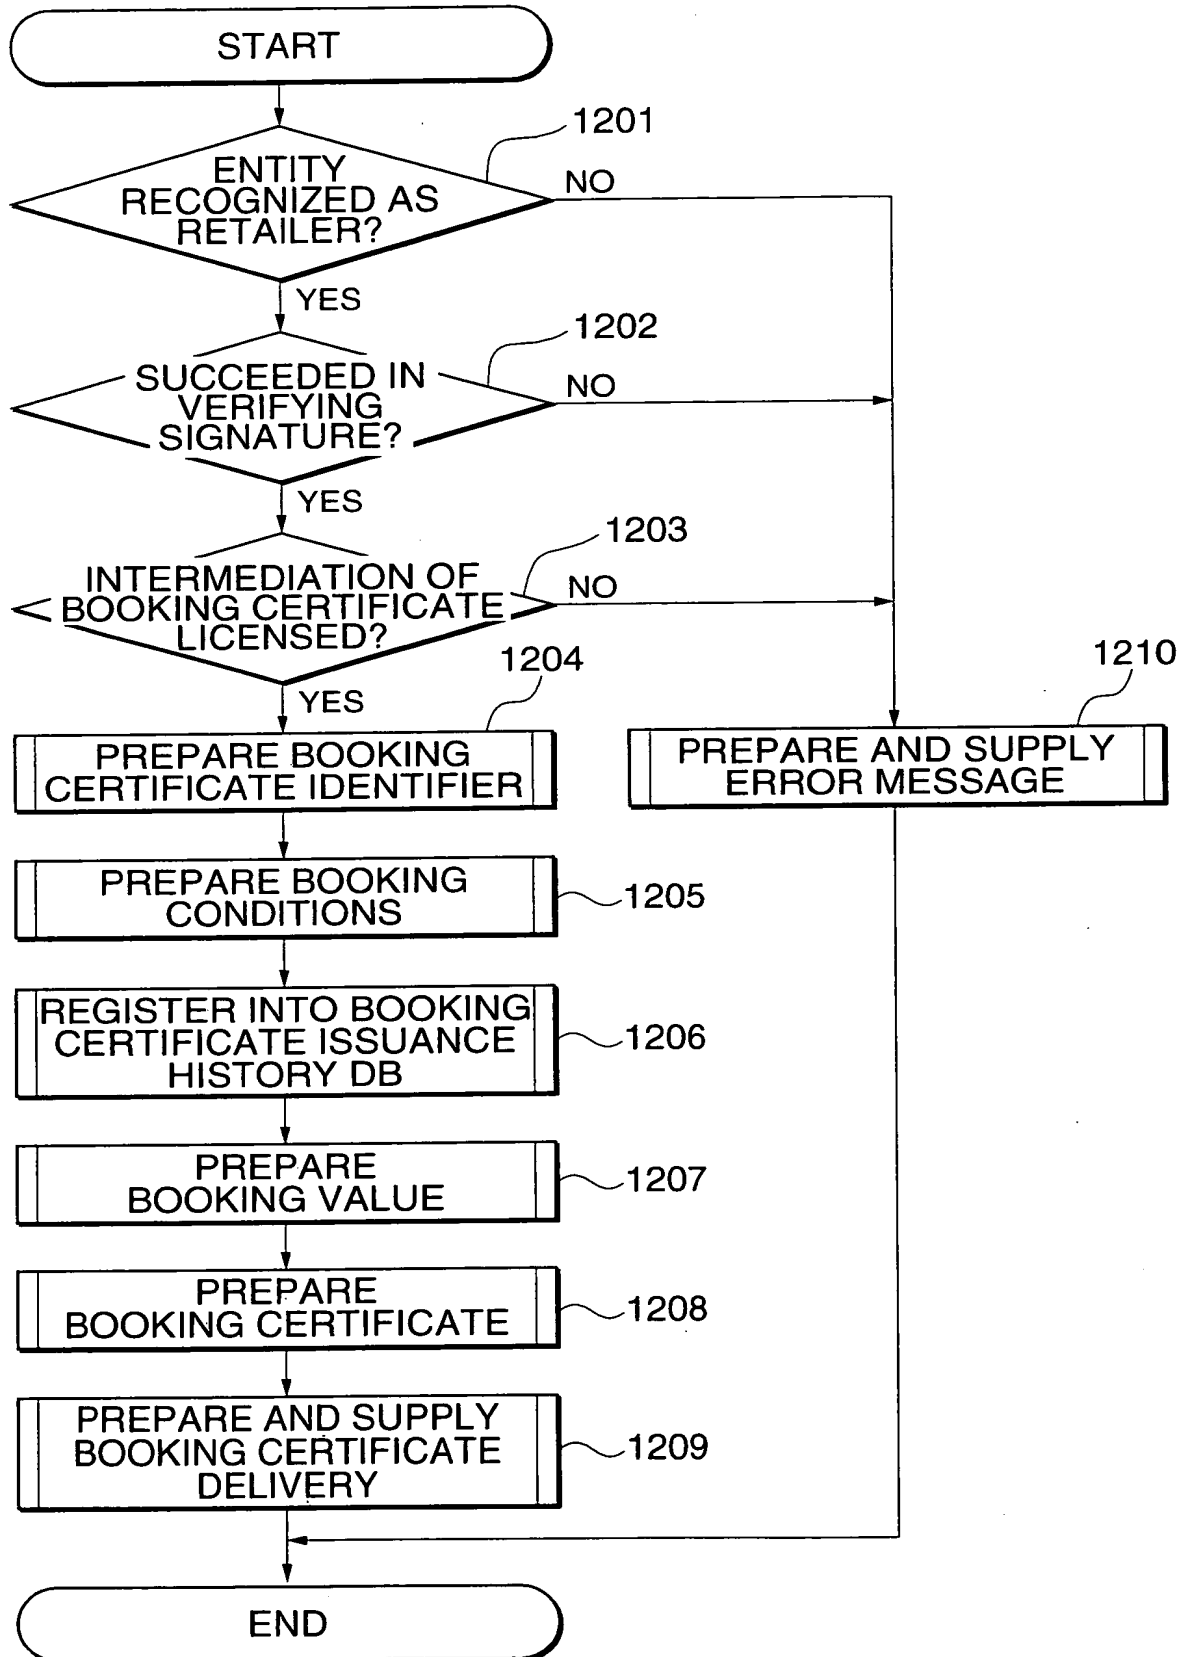 START
1201
ENTITY
RECOGNIZED AS
RETAILER?
NO
YES
1202
SUCCEEDED IN
VERIFYING
SIGNATURE?
NO
YES
1203
INTERMEDIATION OF
BOOKING CERTIFICATE
LICENSED?
NO
YES
1204
PREPARE BOOKING
CERTIFICATE IDENTIFIER
1210
PREPARE AND SUPPLY
ERROR MESSAGE
PREPARE BOOKING
CONDITIONS
1205
REGISTER INTO BOOKING
CERTIFICATE ISSUANCE
HISTORY DB
1206
PREPARE
BOOKING VALUE
1207
PREPARE
BOOKING CERTIFICATE
1208
PREPARE AND SUPPLY
BOOKING CERTIFICATE
DELIVERY
1209
END